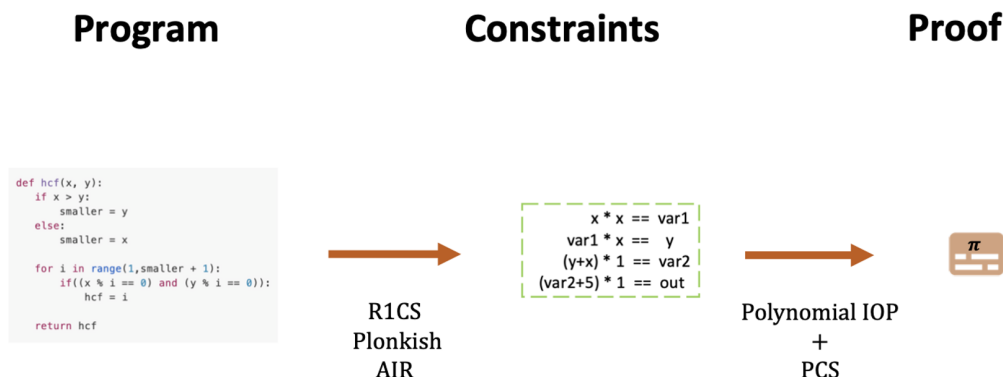 Program
Constraints
Proof
def hcf(x, y):
if x > y:
smaller = y
else:
smaller = x
for i in range(1,smaller + 1):
if((x % i == 0) and (y % i == 0)):
hcf = i
return hcf
R1CS
Plonkish
AIR
x * x == var1
var1 * x == y
(y+x) * 1 == var2
(var2+5) * 1 == out
Polynomial IOP
+
PCS
π